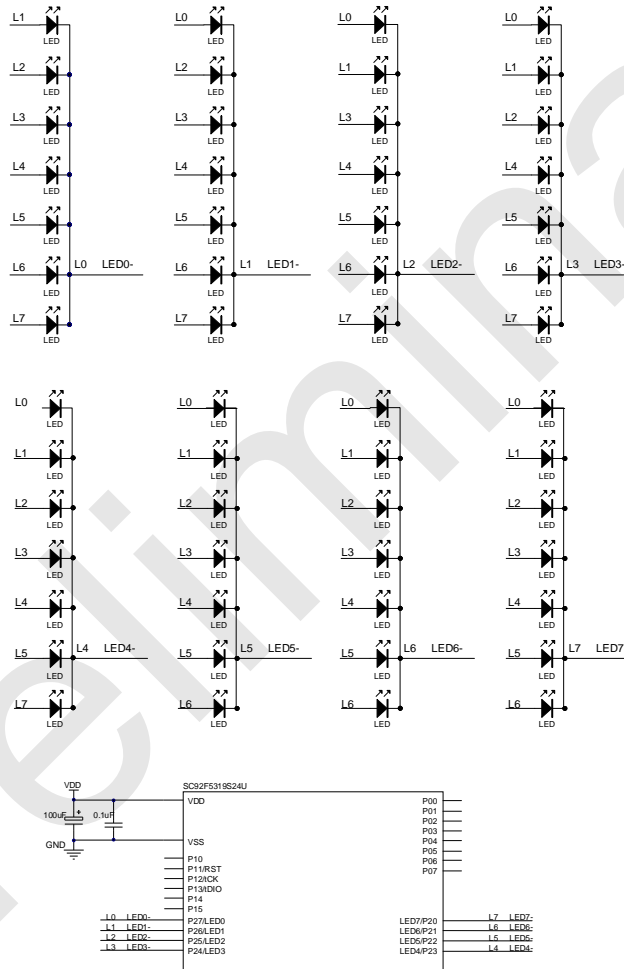 L1 L0 L0 L0
LED LED LED LED
L2 L2 L1 L1
LED LED LED LED
L3 L3 L3 L2
LED LED LED LED
L4 L4 L4 L4
LED LED LED LED
L5 L5 L5 L5
LED LED LED LED
L6 L0 LED0- L6 L1 LED1- L6 L2 LED2- L6 L3 LED3-
LED LED LED LED
L7 L7 L7 L7
LED LED LED LED
L0 L0 L0 L0
LED LED LED LED
L1 L1 L1 L1
LED LED LED LED
L2 L2 L2 L2
LED LED LED LED
L3 L3 L3 L3
LED LED LED LED
L4 L4 L4 L4
LED LED LED LED
L5 L4 LED4- L5 L5 LED5- L5 L6 LED6- L5 L7 LED7
LED LED LED LED
L7 L6 L6 L6
LED LED LED LED
SC92F5319S24U
VDD
VDD P00
P01
100uF + 0.1uF P02
P03
GND VSS P04
P05
P10 P06
P11/RST P07
P12/tCK
P13/tDIO
P14
P15
L0 LED0- P27/LED0 LED7/P20 L7 LED7-
L1 LED1- P26/LED1 LED6/P21 L6 LED6-
L2 LED2- P25/LED2 LED5/P22 L5 LED5-
L3 LED3- P24/LED3 LED4/P23 L4 LED4-